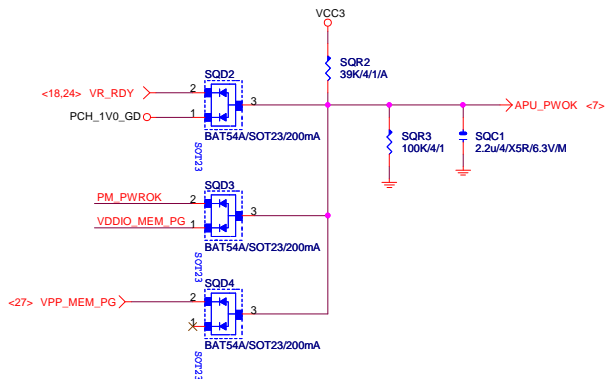 VCC3
SQR2
39K/4/1/A
SQD2
<18,24> VR_RDY 2
3
APU_PWOK <7>
PCH_1V0_GD 1
BAT54A/SOT23/200mA
SOT23
SQR3
100K/4/1
SQC1
2.2u/4/X5R/6.3V/M
SQD3
PM_PWROK 2
3
VDDIO_MEM_PG 1
BAT54A/SOT23/200mA
SOT23
SQD4
<27> VPP_MEM_PG 2
3
1
BAT54A/SOT23/200mA
SOT23